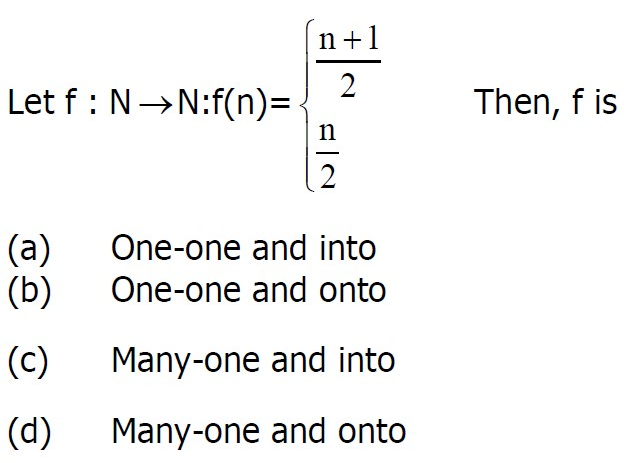 Let f : N→N:f(n)= { n+1/2 Then, f is
n/2
(a) One-one and into
(b) One-one and onto
(c) Many-one and into
(d) Many-one and onto